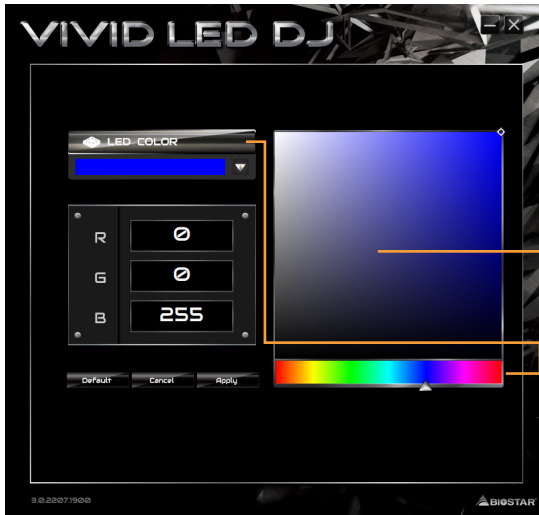 VIVID LED DJ
LED COLOR
R 0
G 0
B 255
Default Cancel Apply
3.0.2207.1900
BIOSTAR